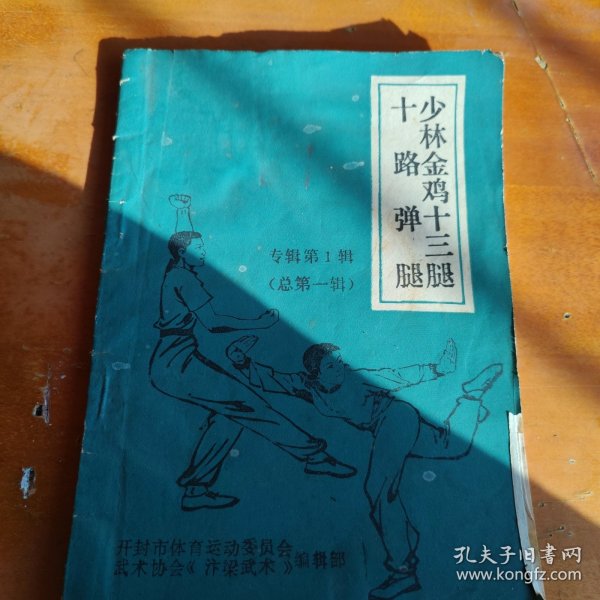 少林金鸡十三腿
十路弹腿
专辑第1辑
（总第一辑）
开封市体育运动委员会
武术协会《汴梁武术》编辑部
孔夫子旧书网
www.kongfz.com